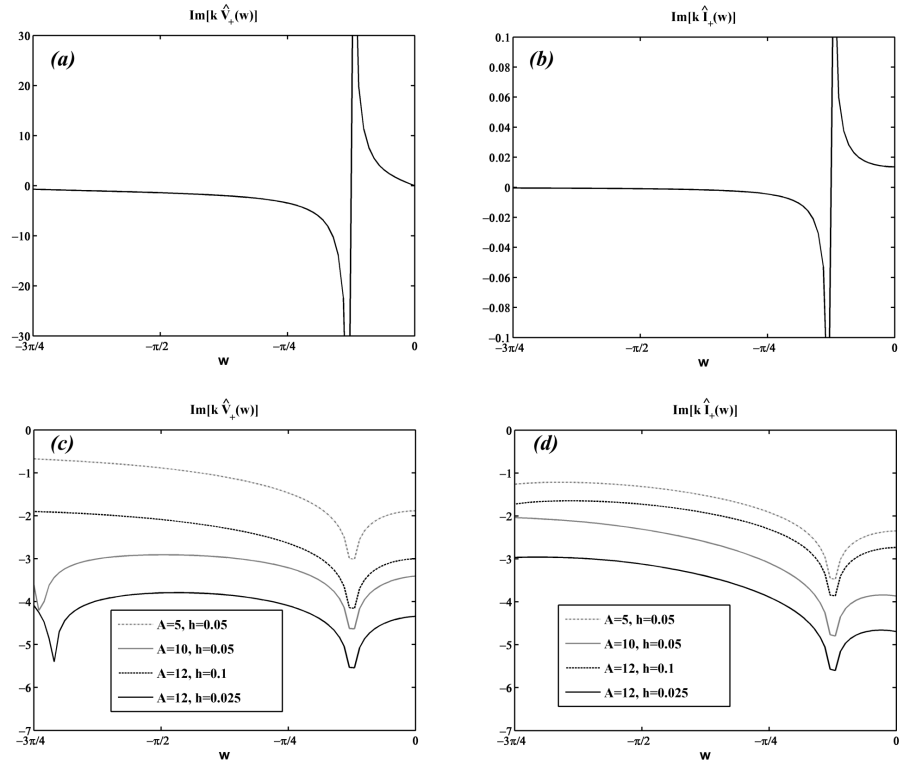 Im[k V̂₊(w)]
(a)
30
20
10
0
−10
−20
−30
−3π/4
−π/2
−π/4
0
w
Im[k Î₊(w)]
(b)
0.1
0.08
0.06
0.04
0.02
0
−0.02
−0.04
−0.06
−0.08
−0.1
−3π/4
−π/2
−π/4
0
w
Im[k V̂₊(w)]
(c)
0
−1
−2
−3
−4
−5
−6
−7
A=5, h=0.05
A=10, h=0.05
A=12, h=0.1
A=12, h=0.025
−3π/4
−π/2
−π/4
0
w
Im[k Î₊(w)]
(d)
0
−1
−2
−3
−4
−5
−6
−7
A=5, h=0.05
A=10, h=0.05
A=12, h=0.1
A=12, h=0.025
−3π/4
−π/2
−π/4
0
w